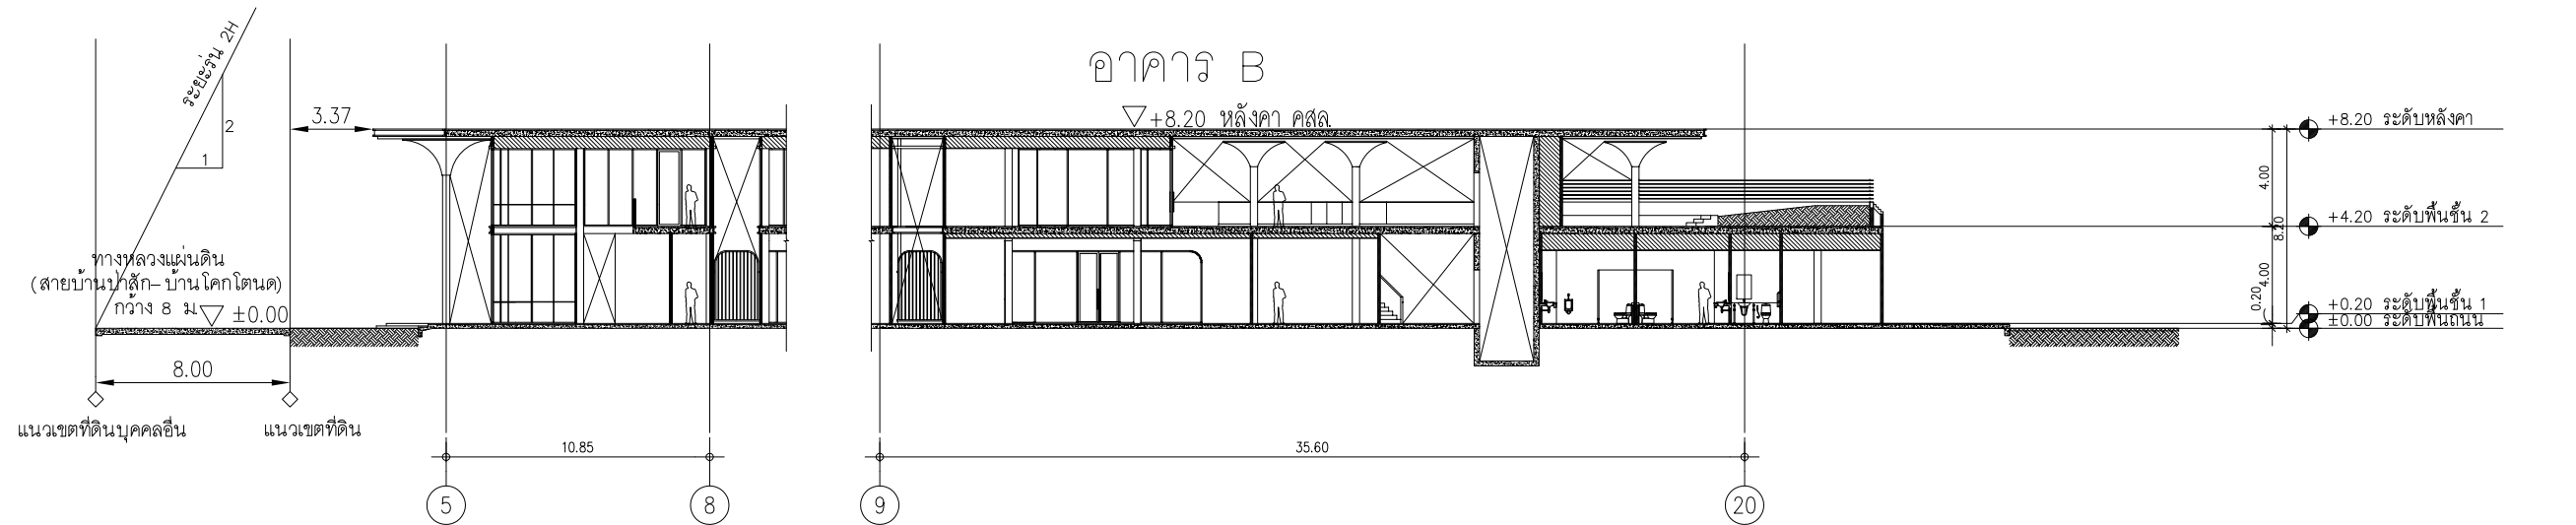 อาคาร B
ระยะร่น 2H
2
1
3.37
+8.20 หลังคา คสล.
ทางหลวงแผ่นดิน
(สายบ้านป่าสัก-บ้านโคกโตนด)
กว้าง 8 ม.
±0.00
8.00
แนวเขตที่ดินบุคคลอื่น
แนวเขตที่ดิน
10.85
35.60
5
8
9
20
4.00
8.20
4.00
0.20
+8.20 ระดับหลังคา
+4.20 ระดับพื้นชั้น 2
+0.20 ระดับพื้นชั้น 1
±0.00 ระดับพื้นถนน